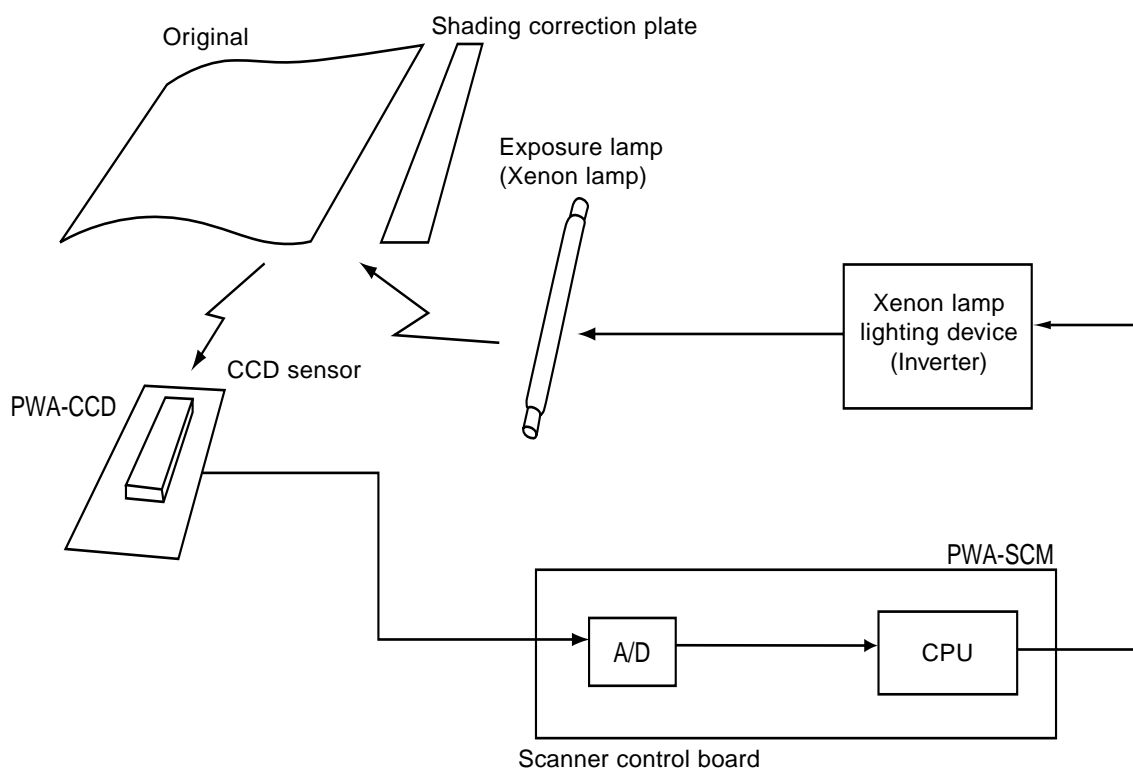 Shading correction plate
Original
Exposure lamp
(Xenon lamp)
Xenon lamp
lighting device
(Inverter)
CCD sensor
PWA-CCD
PWA-SCM
A/D
CPU
Scanner control board